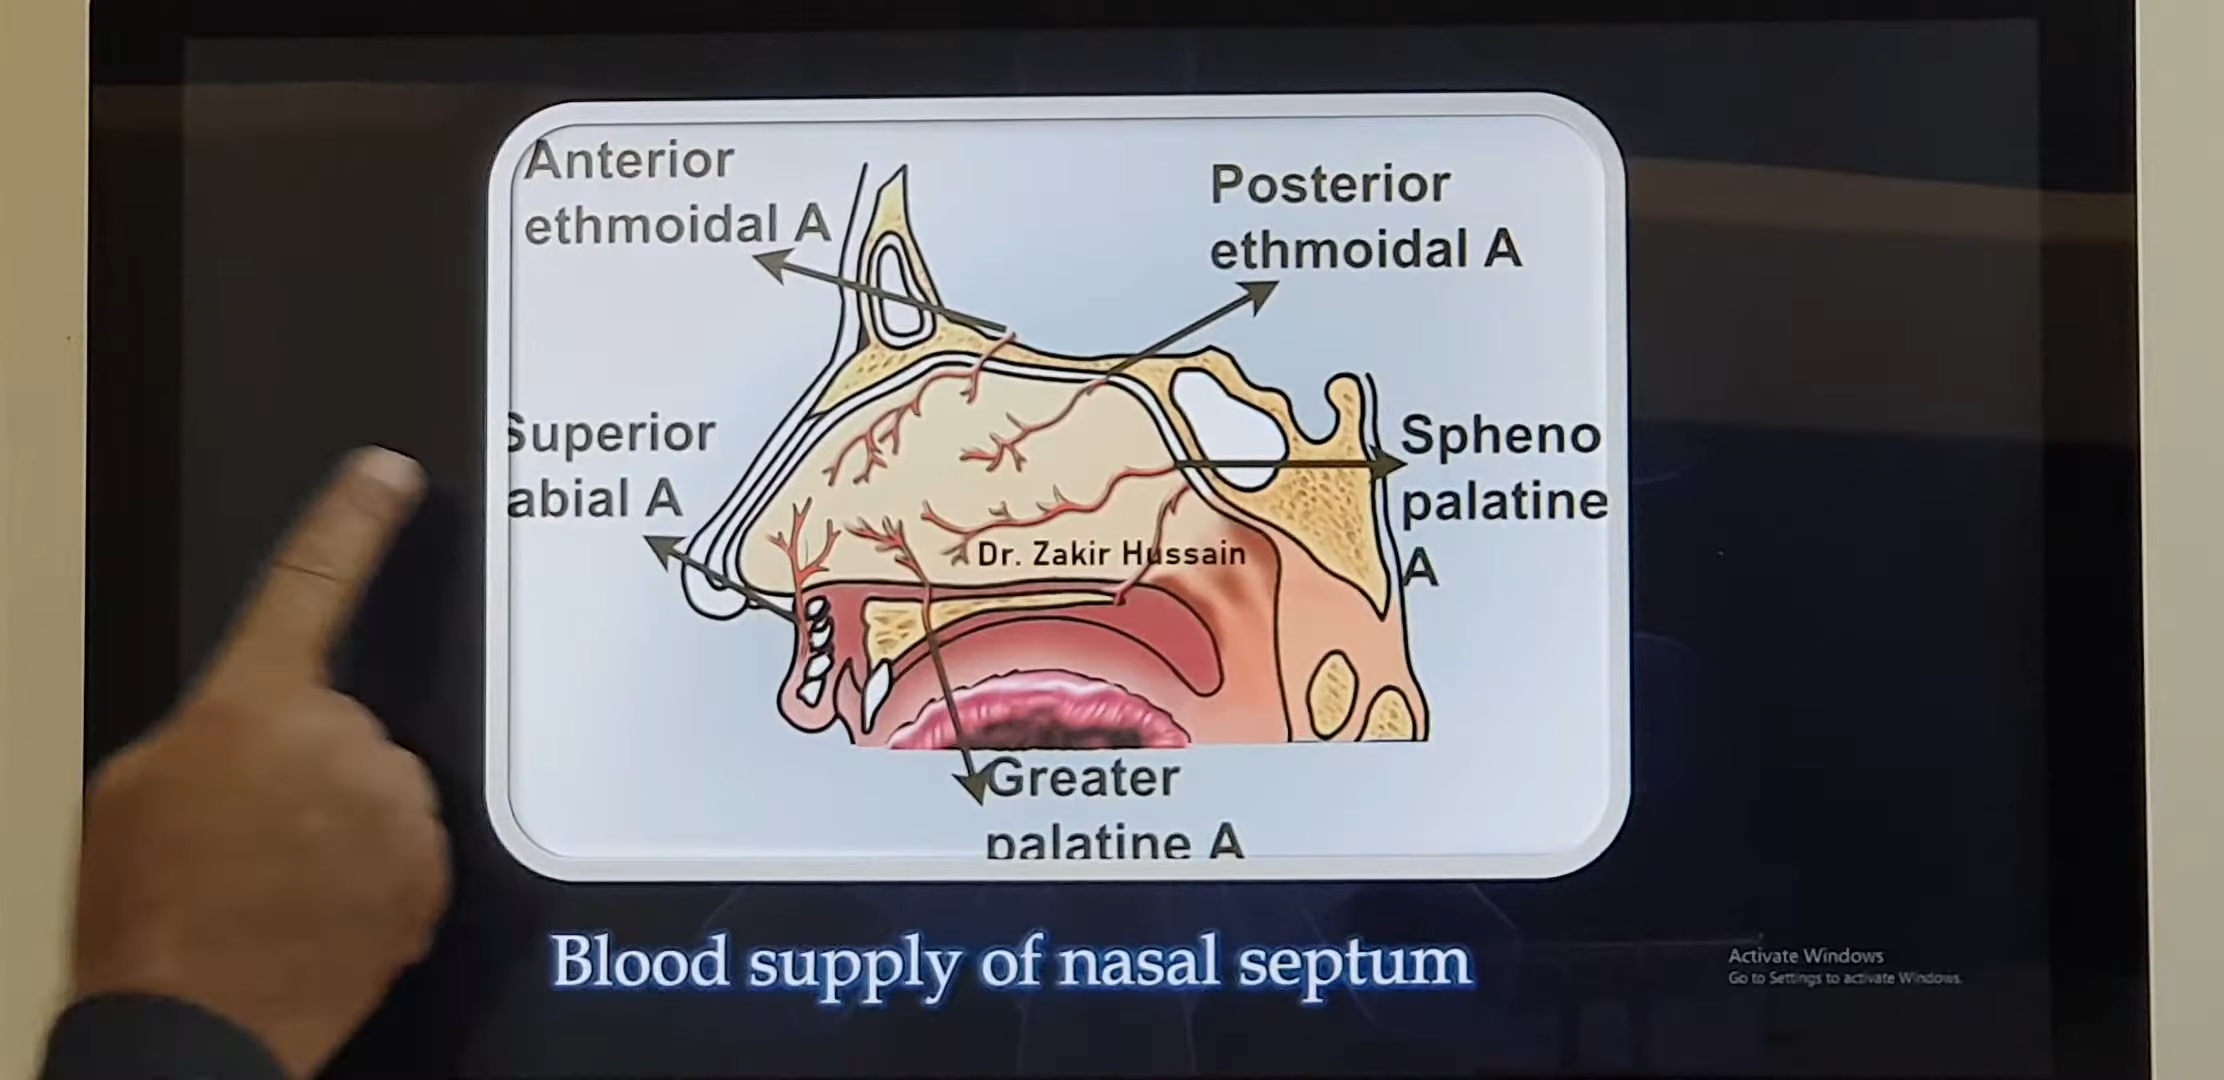 Anterior
ethmoidal A
Posterior
ethmoidal A
Superior
abial A
Spheno
palatine
A
Dr. Zakir Hussain
Greater
palatine A
Blood supply of nasal septum
Activate Windows
Go to Settings to activate Windows.